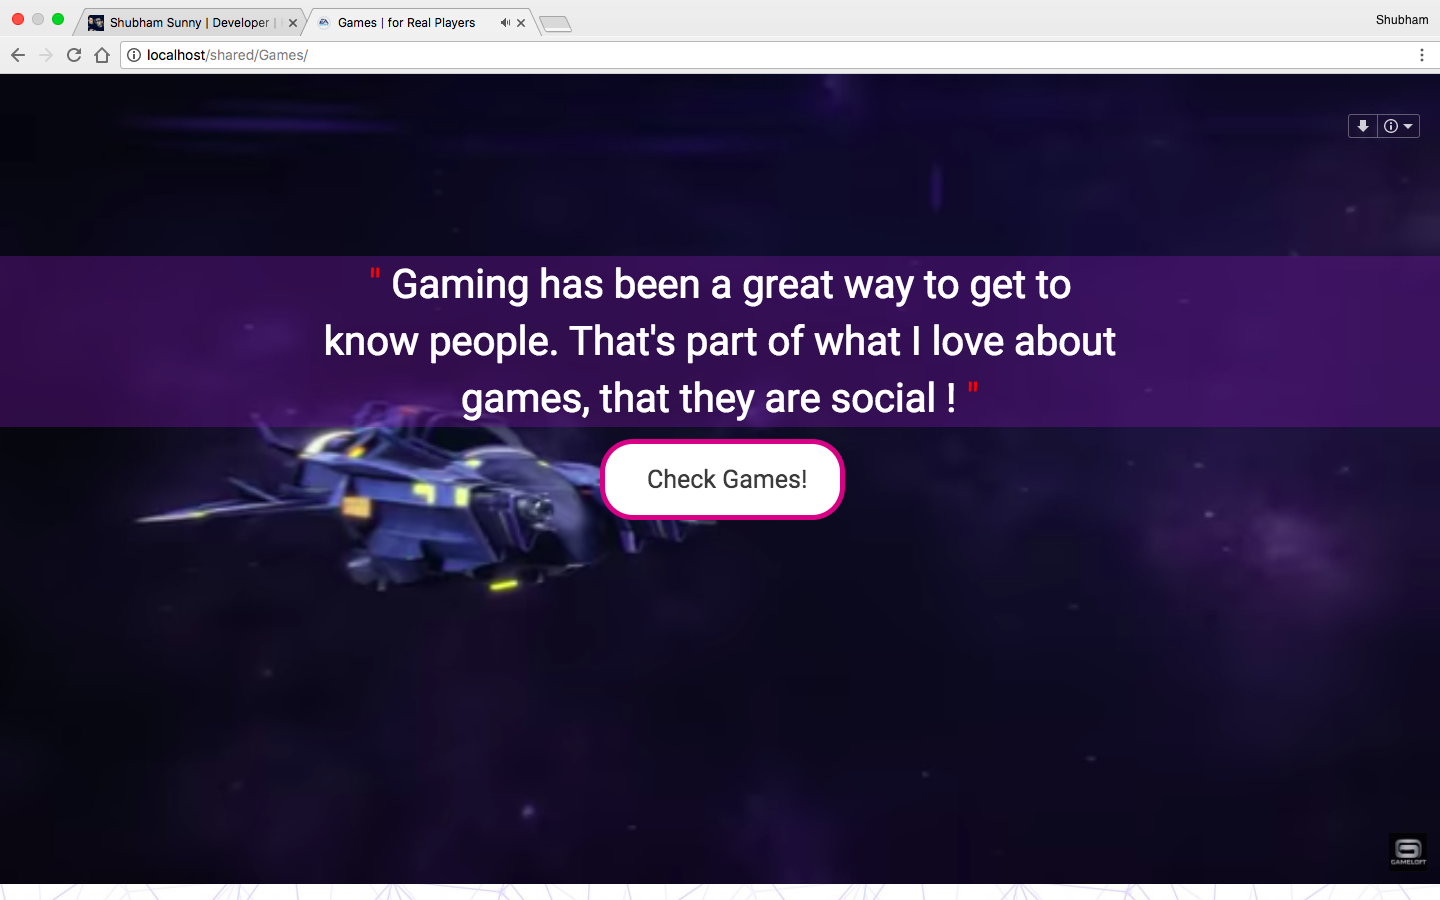 Shubham Sunny | Developer |
Games | for Real Players
Shubham
localhost/shared/Games/
" Gaming has been a great way to get to
know people. That's part of what I love about
games, that they are social ! "
Check Games!
GAMELOFT